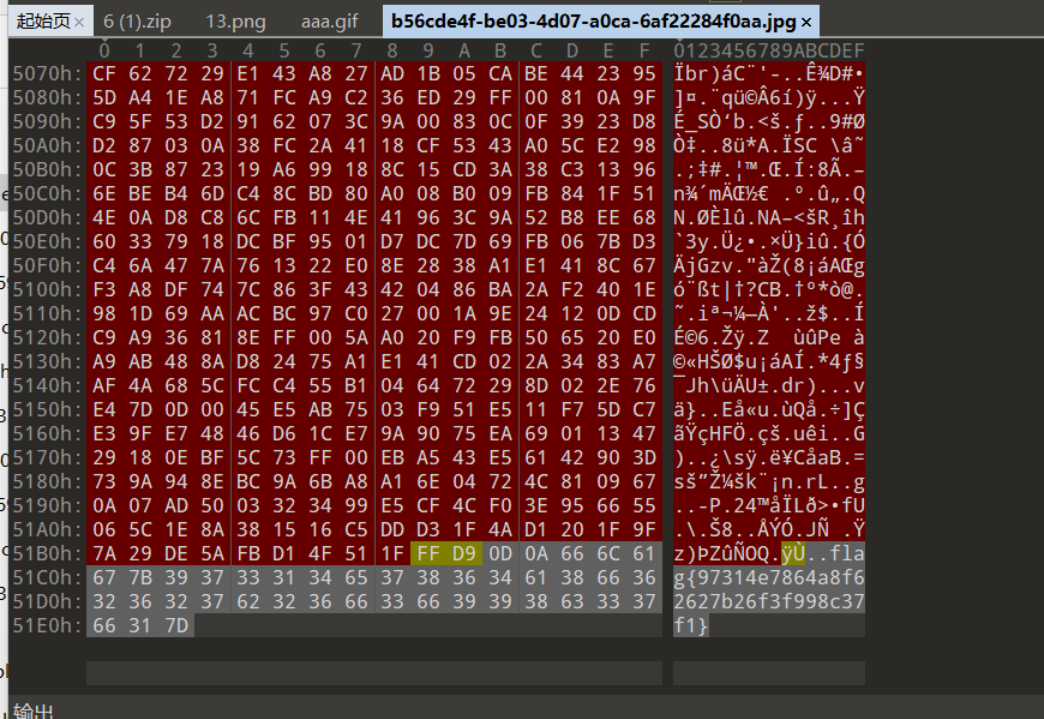 起始页 × 6 (1).zip 13.png aaa.gif b56cde4f-be03-4d07-a0ca-6af22284f0aa.jpg ×
0 1 2 3 4 5 6 7 8 9 A B C D E F 0123456789ABCDEF
5070h: CF 62 72 29 E1 43 A8 27 AD 1B 05 CA BE 44 23 95 Ïbr)áC¨'-..Ê¾D#•
5080h: 5D A4 1E A8 71 FC A9 C2 36 ED 29 FF 00 81 0A 9F ]¤.¨qü©Â6í)ÿ...Ÿ
5090h: C9 5F 53 D2 91 62 07 3C 9A 00 83 0C 0F 39 23 D8 É_SÒ‘b.<š.ƒ..9#Ø
50A0h: D2 87 03 0A 38 FC 2A 41 18 CF 53 43 A0 5C E2 98 Ò‡..8ü*A.ÏSC \â˜
50B0h: 0C 3B 87 23 19 A6 99 18 8C 15 CD 3A 38 C3 13 96 .;‡#.¦™.Œ.Í:8Ã.–
50C0h: 6E BE B4 6D C4 8C BD 80 A0 08 B0 09 FB 84 1F 51 n¾´mÄŒ½€ .°.û„.Q
50D0h: 4E 0A D8 C8 6C FB 11 4E 41 96 3C 9A 52 B8 EE 68 N.ØÈlû.NA–<šR¸îh
50E0h: 60 33 79 18 DC BF 95 01 D7 DC 7D 69 FB 06 7B D3 `3y.Ü¿•.×Ü}iû.{Ó
50F0h: C4 6A 47 7A 76 13 22 E0 8E 28 38 A1 E1 41 8C 67 ÄjGzv."àŽ(8¡áAŒg
5100h: F3 A8 DF 74 7C 86 3F 43 42 04 86 BA 2A F2 40 1E ó¨ßt|†?CB.†º*ò@.
5110h: 98 1D 69 AA AC BC 97 C0 27 00 1A 9E 24 12 0D CD ˜.iª¬¼—À'..ž$..Í
5120h: C9 A9 36 81 8E FF 00 5A A0 20 F9 FB 50 65 20 E0 É©6.Žÿ.Z  ùûPe à
5130h: A9 AB 48 8A D8 24 75 A1 E1 41 CD 02 2A 34 83 A7 ©«HŠØ$u¡áAÍ.*4ƒ§
5140h: AF 4A 68 5C FC C4 55 B1 04 64 72 29 8D 02 2E 76 ¯Jh\üÄU±.dr)...v
5150h: E4 7D 0D 00 45 E5 AB 75 03 F9 51 E5 11 F7 5D C7 ä}..Eå«u.ùQå.÷]Ç
5160h: E3 9F E7 48 46 D6 1C E7 9A 90 75 EA 69 01 13 47 ãŸçHFÖ.çš.uêi..G
5170h: 29 18 0E BF 5C 73 FF 00 EB A5 43 E5 61 42 90 3D )..¿\sÿ.ë¥CåaB.=
5180h: 73 9A 94 8E BC 9A 6B A8 A1 6E 04 72 4C 81 09 67 sš”Ž¼šk¨¡n.rL..g
5190h: 0A 07 AD 50 03 32 34 99 E5 CF 4C F0 3E 95 66 55 ..-P.24™åÏLð>•fU
51A0h: 06 5C 1E 8A 38 15 16 C5 DD D3 1F 4A D1 20 1F 9F .\.Š8..ÅÝÓ.JÑ .Ÿ
51B0h: 7A 29 DE 5A FB D1 4F 51 1F FF D9 0D 0A 66 6C 61 z)ÞZûÑOQ.ÿÙ..fla
51C0h: 67 7B 39 37 33 31 34 65 37 38 36 34 61 38 66 36 g{97314e7864a8f6
51D0h: 32 36 32 37 62 32 36 66 33 66 39 39 38 63 33 37 2627b26f3f998c37
51E0h: 66 31 7D f1}
输出